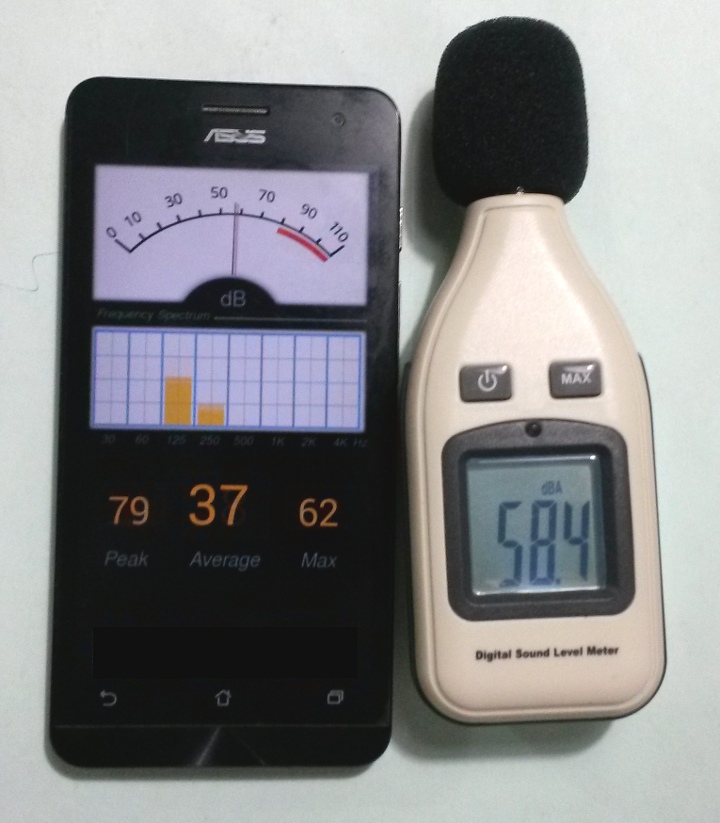 ASUS
0 10 30 50 70 90 110
dB
Frequency Spectrum
30 60 125 250 500 1K 2K 4K Hz
79 37 62
Peak Average Max
MAX
dBA
58.4
Digital Sound Level Meter